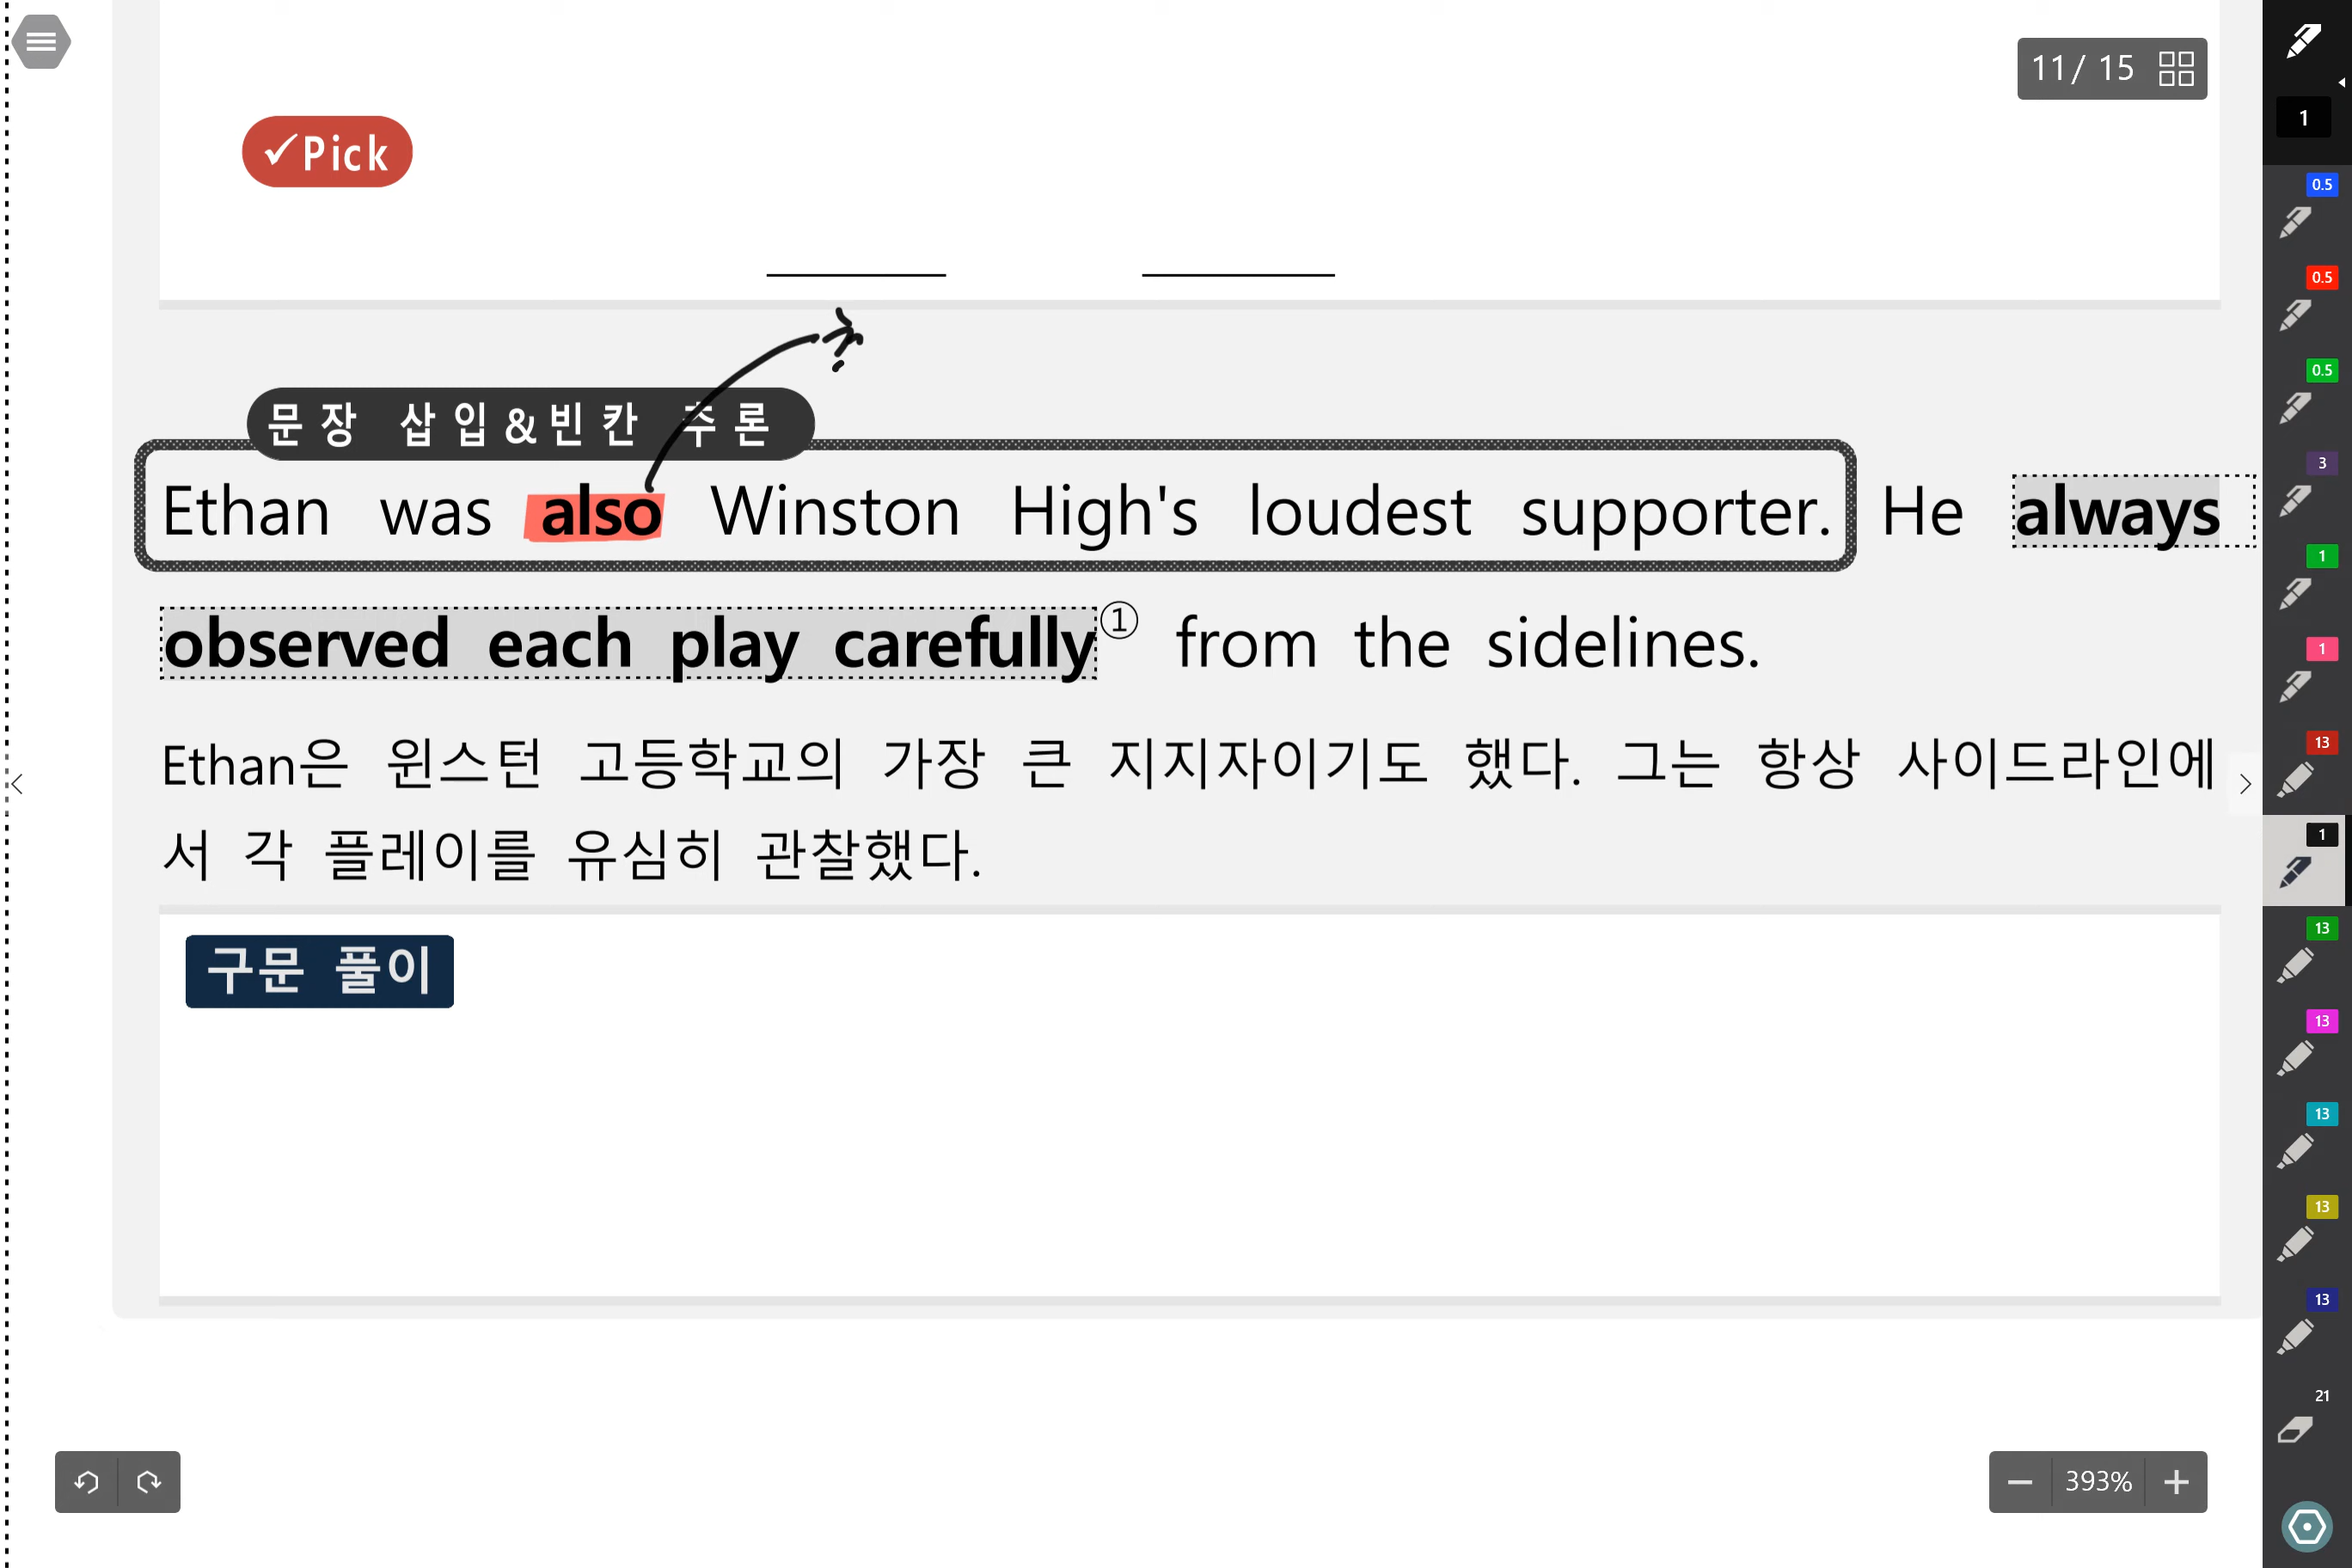 11/ 15
1
✓Pick
0.5
0.5
0.5
문장 삽입&빈칸 추론
3
Ethan was also Winston High's loudest supporter. He always
1
observed each play carefully① from the sidelines.
1
Ethan은 윈스턴 고등학교의 가장 큰 지지자이기도 했다. 그는 항상 사이드라인에
13
서 각 플레이를 유심히 관찰했다.
1
구문 풀이
13
13
13
13
13
21
393%